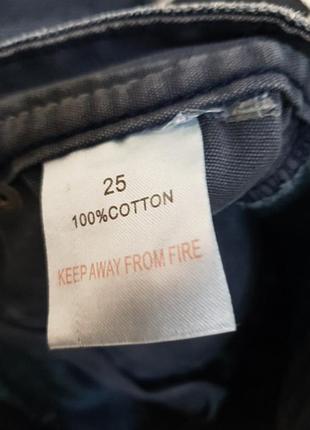 25
100%COTTON
KEEP AWAY FROM FIRE